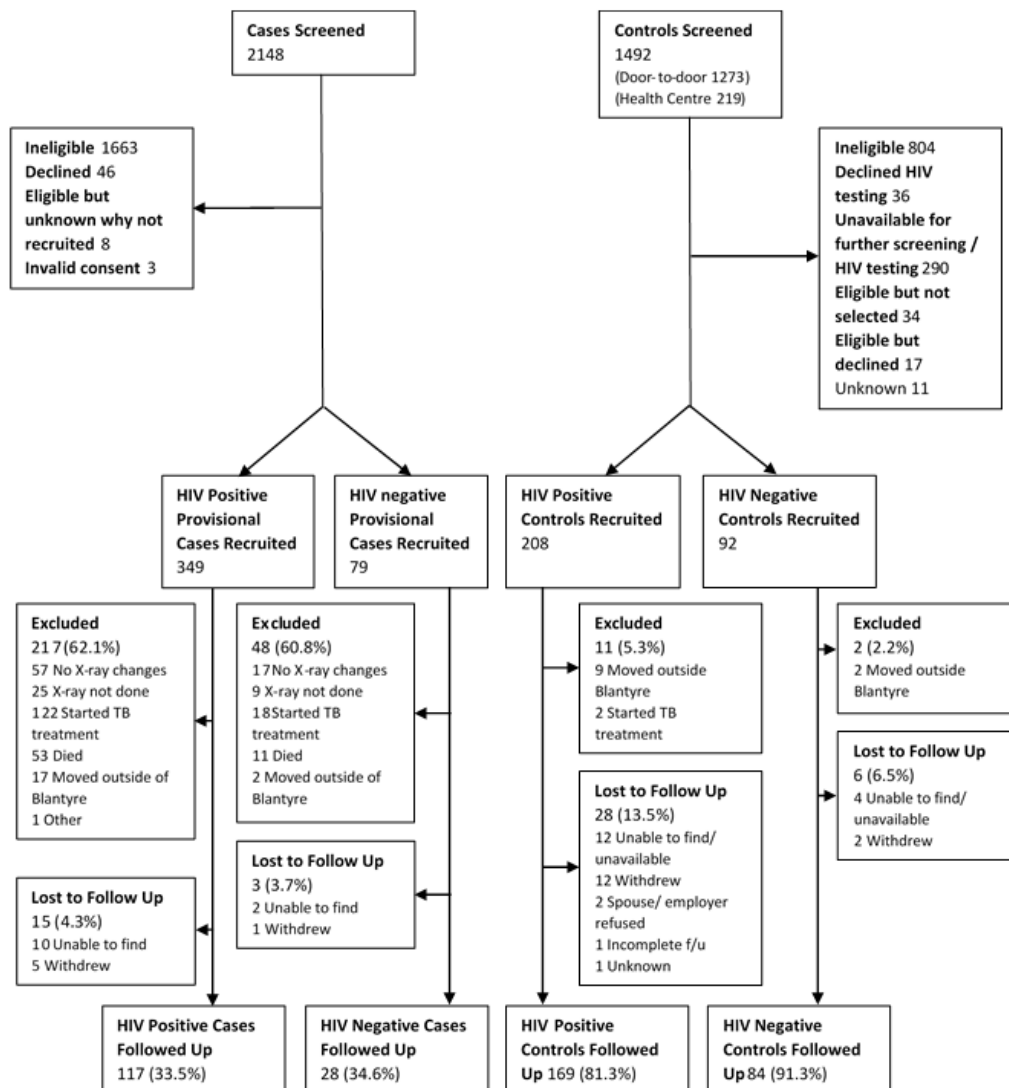 Cases Screened
2148
Controls Screened
1492
(Door-to-door 1273)
(Health Centre 219)
Ineligible 1663
Declined 46
Eligible but
unknown why not
recruited 8
Invalid consent 3
Ineligible 804
Declined HIV
testing 36
Unavailable for
further screening /
HIV testing 290
Eligible but not
selected 34
Eligible but
declined 17
Unknown 11
HIV Positive
Provisional
Cases Recruited
349
HIV negative
Provisional
Cases Recruited
79
HIV Positive
Controls Recruited
208
HIV Negative
Controls Recruited
92
Excluded
217 (62.1%)
57 No X-ray changes
25 X-ray not done
122 Started TB
treatment
53 Died
17 Moved outside of
Blantyre
1 Other
Excluded
48 (60.8%)
17 No X-ray changes
9 X-ray not done
18 Started TB
treatment
11 Died
2 Moved outside of
Blantyre
Excluded
11 (5.3%)
9 Moved outside
Blantyre
2 Started TB
treatment
Excluded
2 (2.2%)
2 Moved outside
Blantyre
Lost to Follow Up
15 (4.3%)
10 Unable to find
5 Withdrew
Lost to Follow Up
3 (3.7%)
2 Unable to find
1 Withdrew
Lost to Follow Up
28 (13.5%)
12 Unable to find/
unavailable
12 Withdrew
2 Spouse/ employer
refused
1 Incomplete f/u
1 Unknown
Lost to Follow Up
6 (6.5%)
4 Unable to find/
unavailable
2 Withdrew
HIV Positive Cases
Followed Up
117 (33.5%)
HIV Negative Cases
Followed Up
28 (34.6%)
HIV Positive
Controls Followed
Up 169 (81.3%)
HIV Negative
Controls Followed
Up 84 (91.3%)